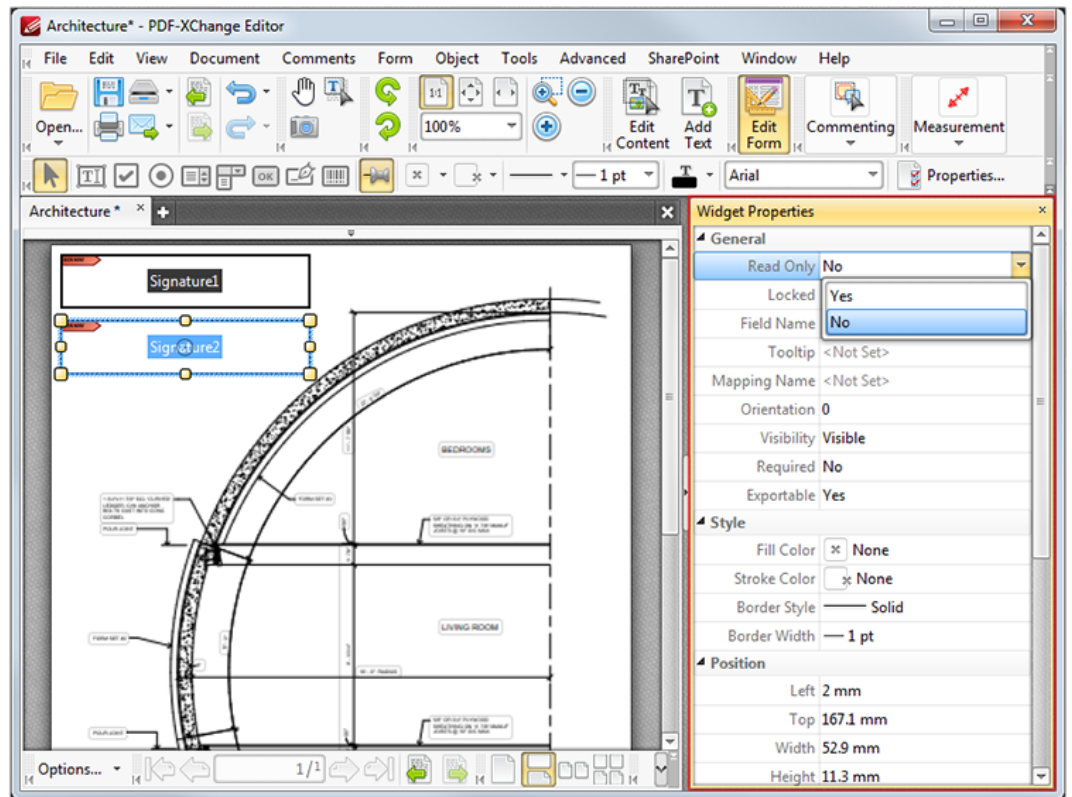 Architecture* - PDF-XChange Editor
File Edit View Document Comments Form Object Tools Advanced SharePoint Window Help
Open...
1:1
100%
Edit Content
Add Text
Edit Form
Commenting
Measurement
OK
1 pt
T
Arial
Properties...
Architecture *
Widget Properties
General
Read Only No
Yes
No
Locked
Field Name
Tooltip <Not Set>
Mapping Name <Not Set>
Orientation 0
Visibility Visible
Required No
Exportable Yes
Style
Fill Color None
Stroke Color None
Border Style Solid
Border Width 1 pt
Position
Left 2 mm
Top 167.1 mm
Width 52.9 mm
Height 11.3 mm
Signature1
Signature2
BEDROOMS
LIVING ROOM
Options...
1/1